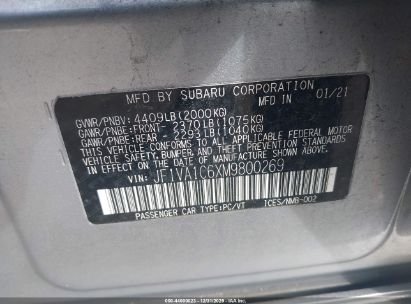 MFD. BY SUBARU CORPORATION 01/21
GVWR/PNBV: 4409LB(2000KG)
GAWR/PNBE:FRONT - 2370LB(1075KG)
GAWR/PNBE:REAR - 2293LB(1040KG)
THIS VEHICLE CONFORMS TO ALL APPLICABLE FEDERAL MOTOR
VEHICLE SAFETY, BUMPER, AND THEFT PREVENTION STANDARDS
IN EFFECT ON THE DATE OF MANUFACTURE SHOWN ABOVE.
VIN: JF1VA1C6XM9800269
PASSENGER CAR TYPE:PC/VT ICES/NMB-002